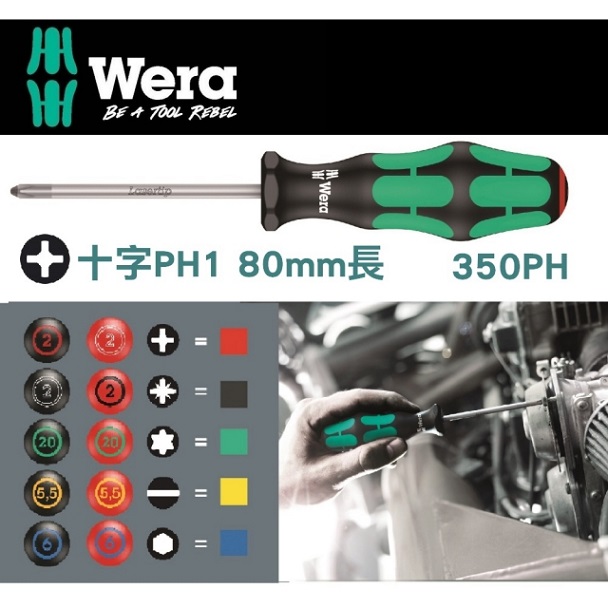 Wera
BE A TOOL REBEL
Lasertip
Wera
十字PH1 80mm長 350PH
2 2 =
2 2 =
20 20 =
5,5 5,5 =
6 6 =